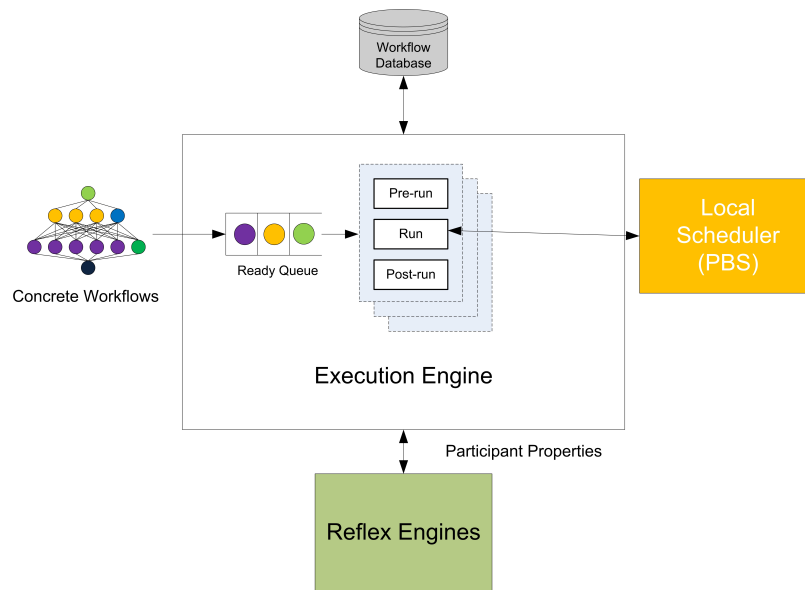 Workflow
Database
Pre-run
Run
Post-run
Ready Queue
Concrete Workflows
Local
Scheduler
(PBS)
Execution Engine
Participant Properties
Reflex Engines